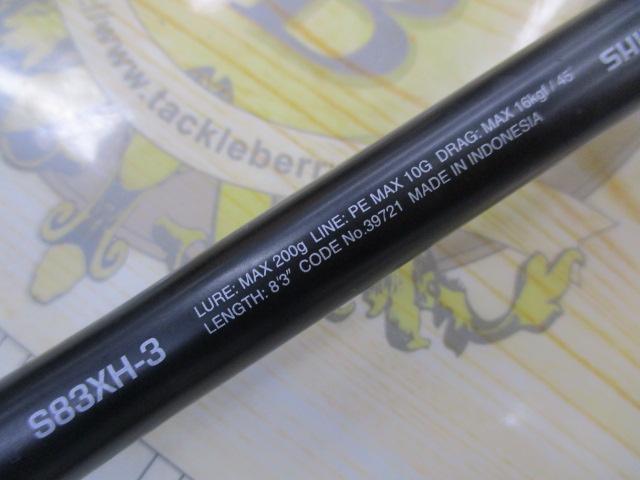 www.tackleberr
S83XH-3
LURE: MAX 200g LINE: PE MAX 10G DRAG: MAX 16kgf / 45°
LENGTH: 8'3" CODE No.39721 MADE IN INDONESIA